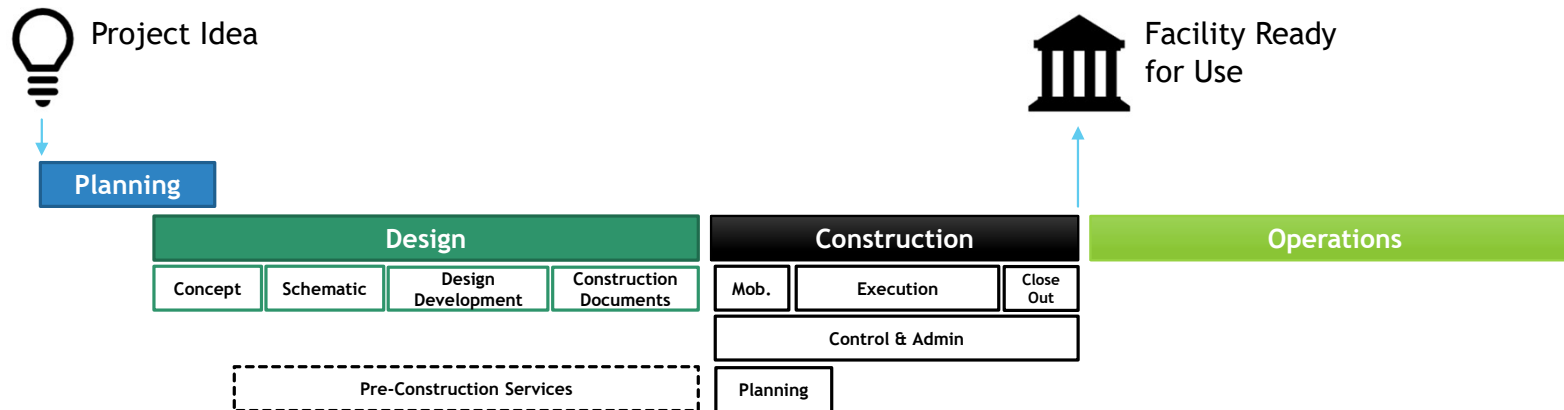 Project Idea
Facility Ready
for Use
Planning
Design
Construction
Operations
Concept
Schematic
Design
Development
Construction
Documents
Mob.
Execution
Close
Out
Control & Admin
Pre-Construction Services
Planning